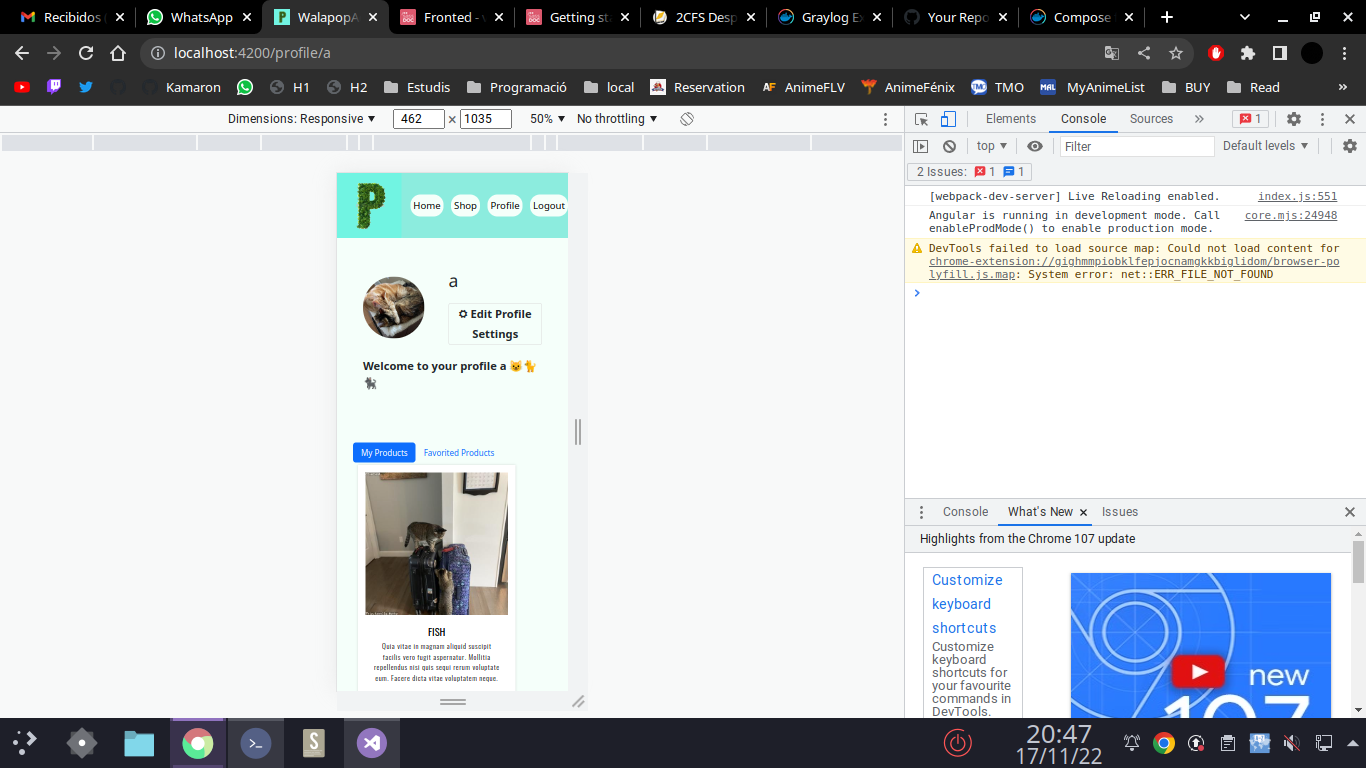 Recibidos
WhatsApp
WalapopA
Fronted -
Getting st
2CFS Desp
Graylog Ex
Your Repo
Compose
localhost:4200/profile/a
Kamaron
H1
H2
Estudis
Programació
local
Reservation
AnimeFLV
AnimeFénix
TMO
MyAnimeList
BUY
Read
»
Dimensions: Responsive
462 × 1035
50%
No throttling
Elements
Console
Sources
»
1
top
Filter
Default levels
2 Issues:
1
1
[webpack-dev-server] Live Reloading enabled.
index.js:551
Angular is running in development mode. Call
core.mjs:24948
enableProdMode() to enable production mode.
DevTools failed to load source map: Could not load content for
chrome-extension://gighmmpiobklfepjocnamgkkbiglidom/browser-po
lyfill.js.map: System error: net::ERR_FILE_NOT_FOUND
P
Home
Shop
Profile
Logout
a
Edit Profile
Settings
Welcome to your profile a 😺🐈
🐈‍⬛
My Products
Favorited Products
FISH
Quia vitae in magnam aliquid suscipit
facilis vero fugit aspernatur. Mollitia
repellendus nisi quis sequi rerum voluptate
eum. Facere dicta vitae voluptatem neque.
Console
What's New
Issues
Highlights from the Chrome 107 update
Customize
keyboard
shortcuts
Customize
keyboard
shortcuts for
your favourite
commands in
DevTools.
new
107
20:47
17/11/22